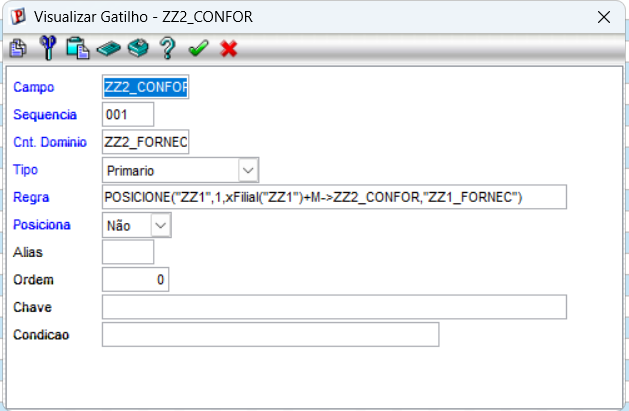 Visualizar Gatilho - ZZ2_CONFOR
Campo ZZ2_CONFOR
Sequencia 001
Cnt. Dominio ZZ2_FORNEC
Tipo Primario
Regra POSICIONE("ZZ1",1,xFilial("ZZ1")+M->ZZ2_CONFOR,"ZZ1_FORNEC")
Posiciona Não
Alias
Ordem 0
Chave
Condicao